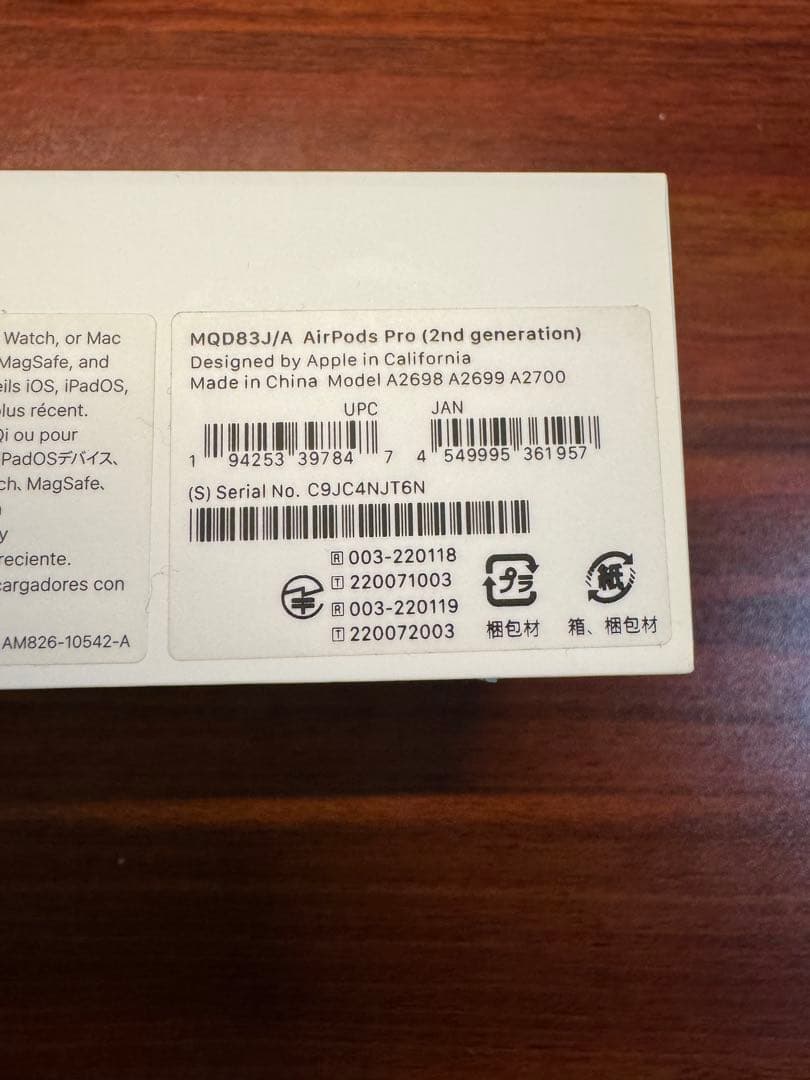 Watch, or Mac
MagSafe, and
eils iOS, iPadOS,
lus récent.
Qi ou pour
PadOSデバイス、
ch、MagSafe、
y
reciente.
cargadores con
AM826-10542-A
MQD83J/A AirPods Pro (2nd generation)
Designed by Apple in California
Made in China Model A2698 A2699 A2700
UPC JAN
1 94253 39784 7 4 549995 361957
(S) Serial No. C9JC4NJT6N
R 003-220118
T 220071003
R 003-220119
T 220072003
プラ 紙
梱包材 箱、梱包材